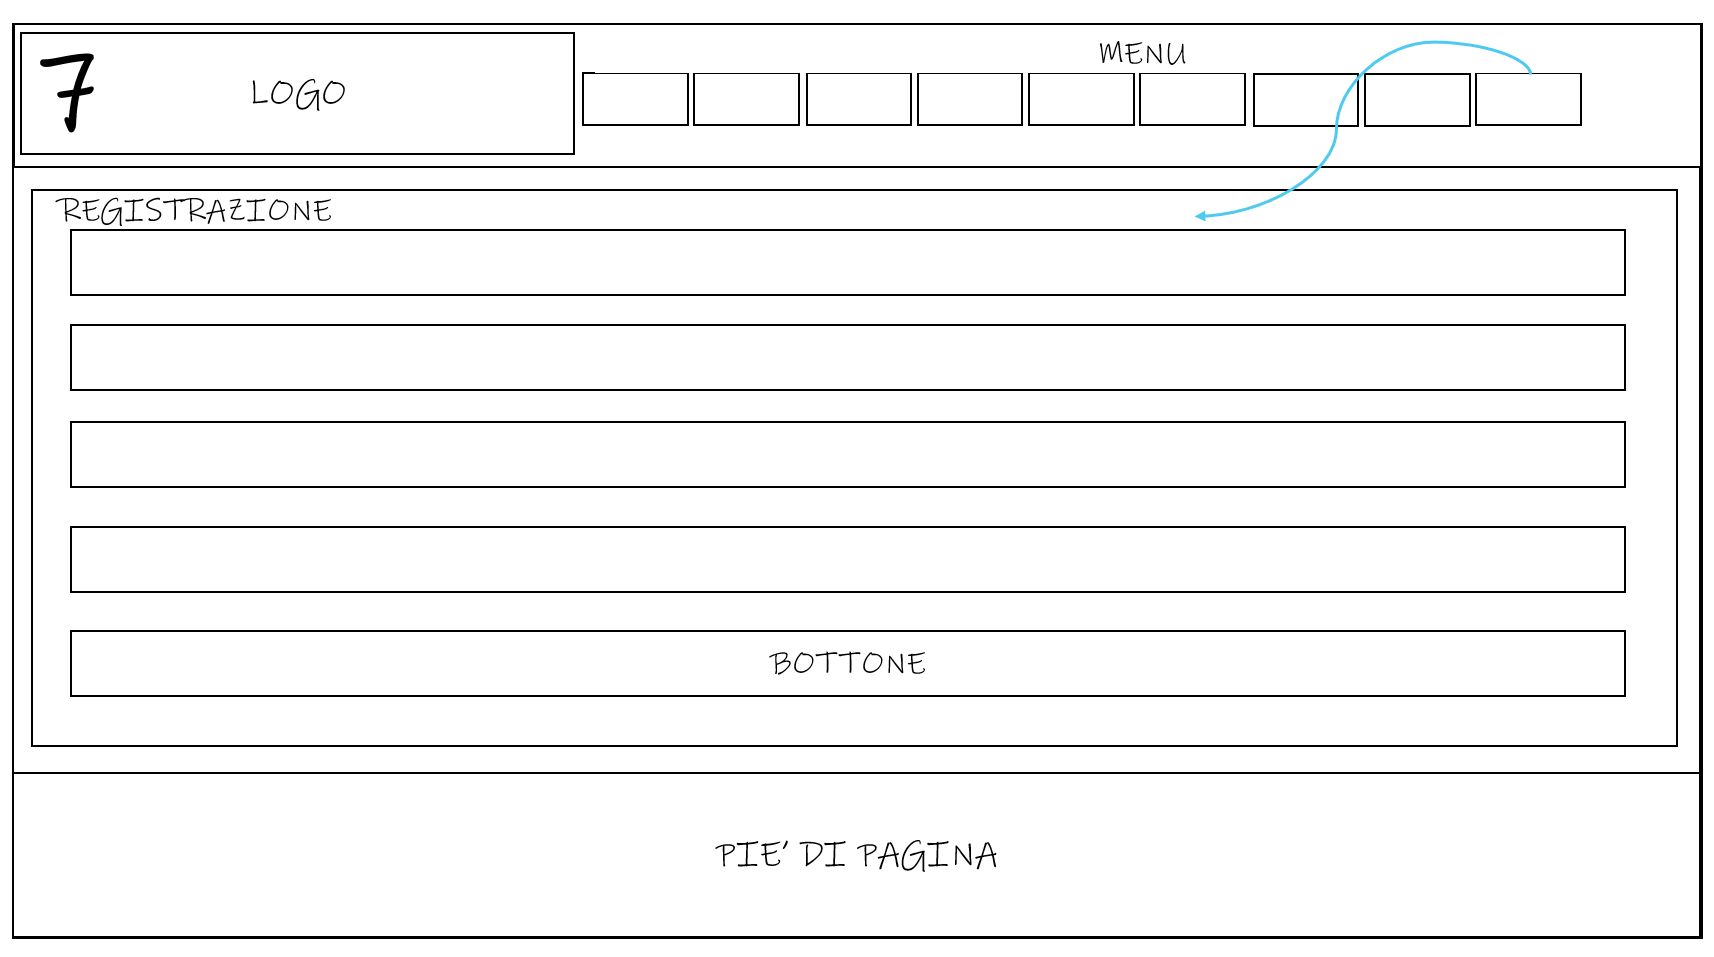 7
LOGO
MENU
REGISTRAZIONE
BOTTONE
PIE' DI PAGINA